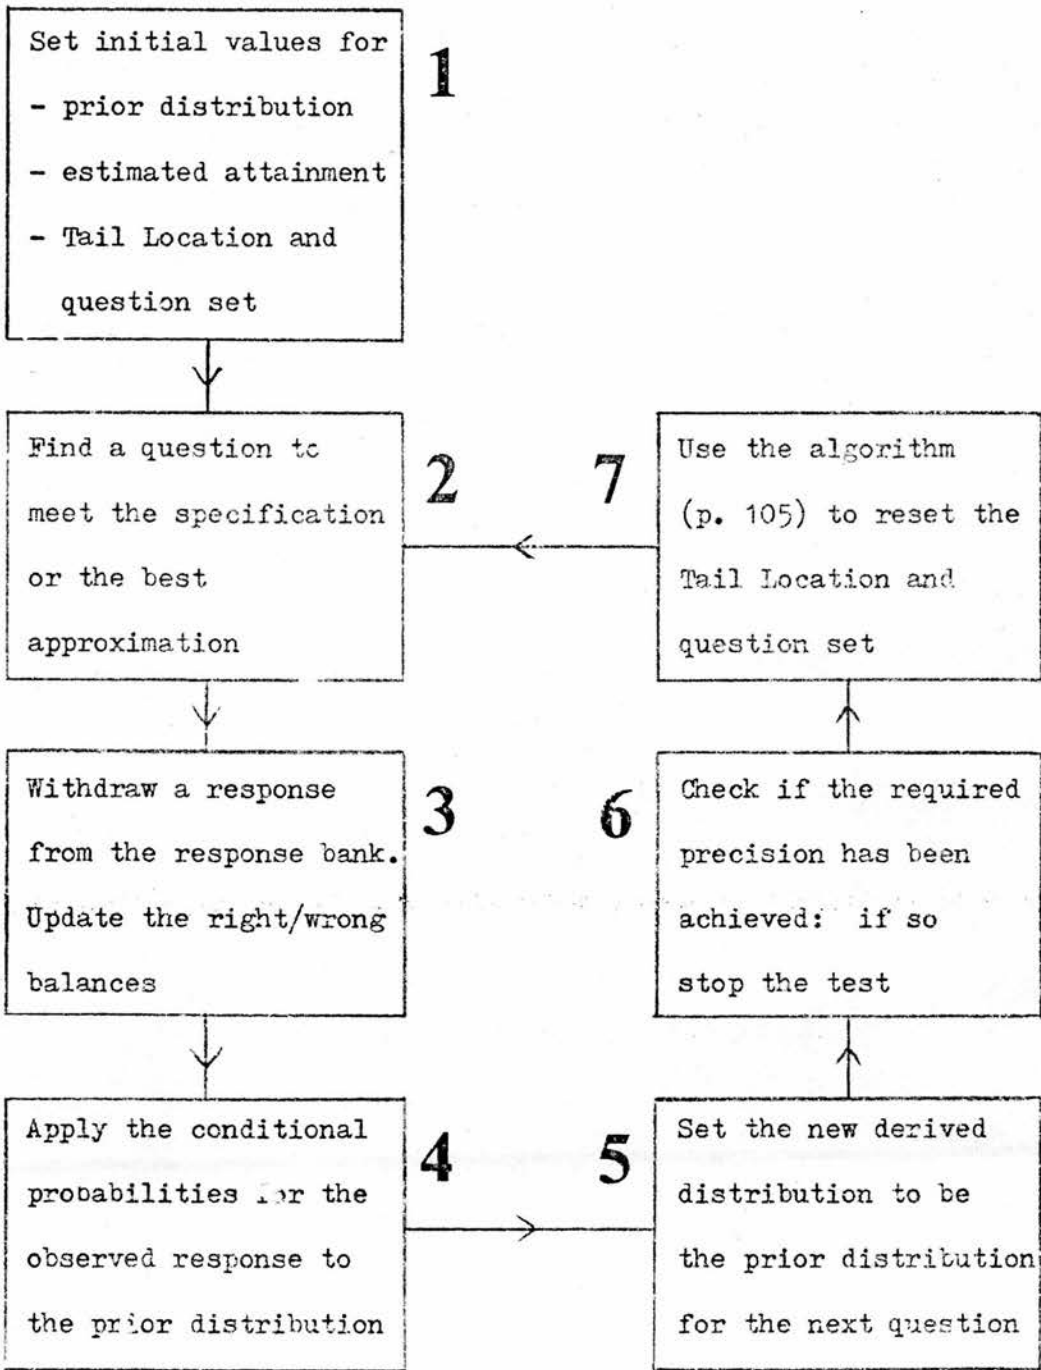 Set initial values for
- prior distribution
- estimated attainment
- Tail Location and
question set
1
Find a question to
meet the specification
or the best
approximation
2
Withdraw a response
from the response bank.
Update the right/wrong
balances
3
Apply the conditional
probabilities for the
observed response to
the prior distribution
4
5
Set the new derived
distribution to be
the prior distribution
for the next question
6
Check if the required
precision has been
achieved: if so
stop the test
7
Use the algorithm
(p. 105) to reset the
Tail Location and
question set